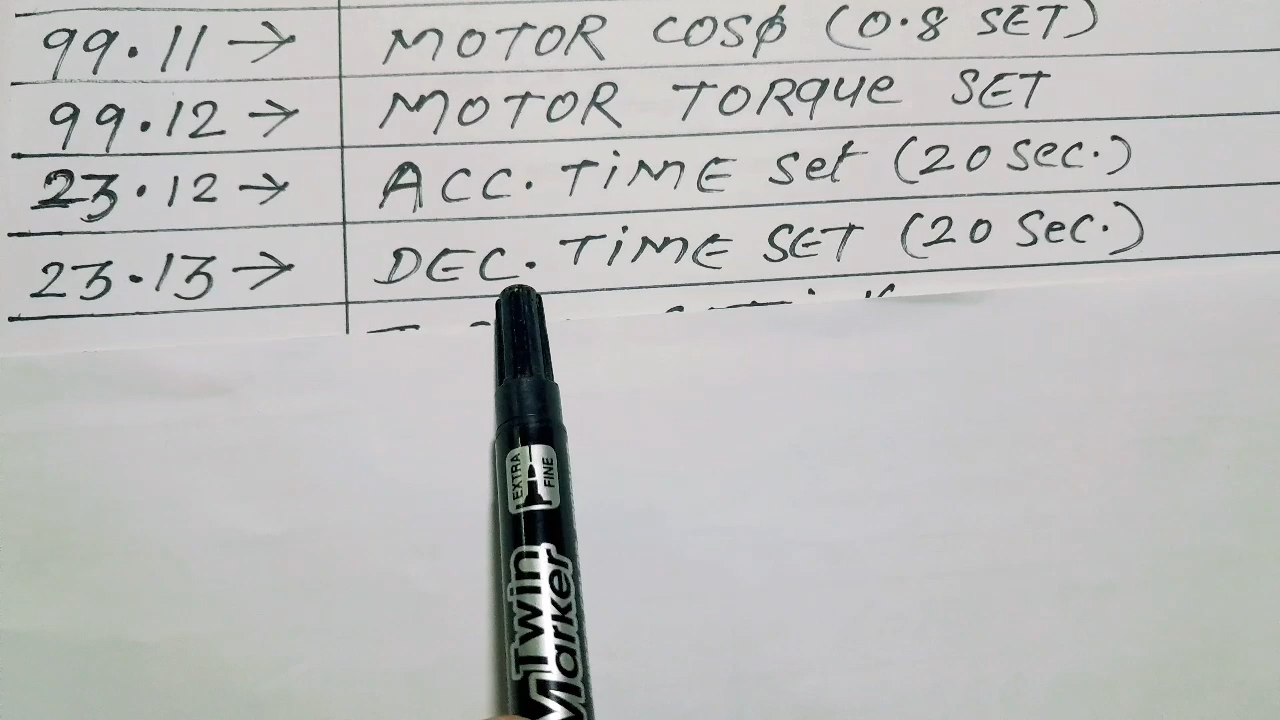 99.11 → MOTOR COSϕ (0.8 SET)
99.12 → MOTOR TORque SET
23.12 → ACC. TiME Set (20 Sec.)
23.13 → DEC. TiME SET (20 Sec.)
EXTRA FINE
Twin Marker